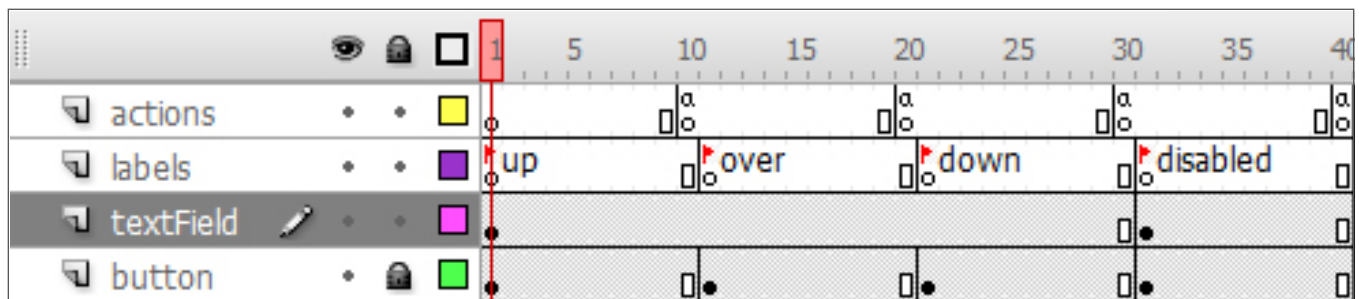 1 5 10 15 20 25 30 35 40
actions a a a a
labels up over down disabled
textField
button